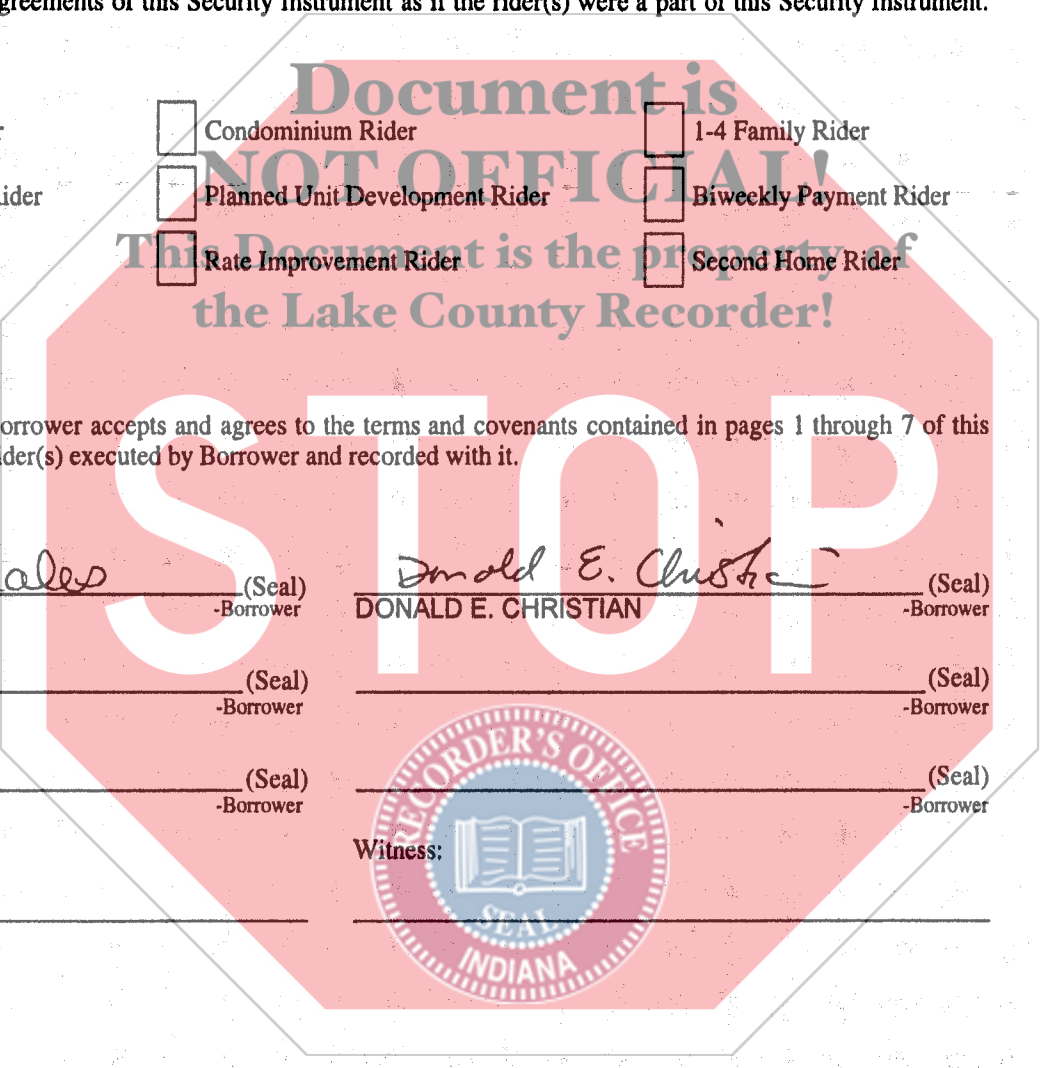 greements of this Security Instrument as if the rider(s) were a part of this Security Instrument.
Document is
Condominium Rider 1-4 Family Rider
NOT OFFICIAL!
ider Planned Unit Development Rider Biweekly Payment Rider
This Document is the property of
Rate Improvement Rider Second Home Rider
the Lake County Recorder!
STOP
orrower accepts and agrees to the terms and covenants contained in pages 1 through 7 of this
ider(s) executed by Borrower and recorded with it.
ales (Seal) Donald E. Christian (Seal)
-Borrower DONALD E. CHRISTIAN -Borrower
(Seal) (Seal)
-Borrower -Borrower
RECORDER'S OFFICE
(Seal) (Seal)
-Borrower -Borrower
Witness:
SEAL
INDIANA